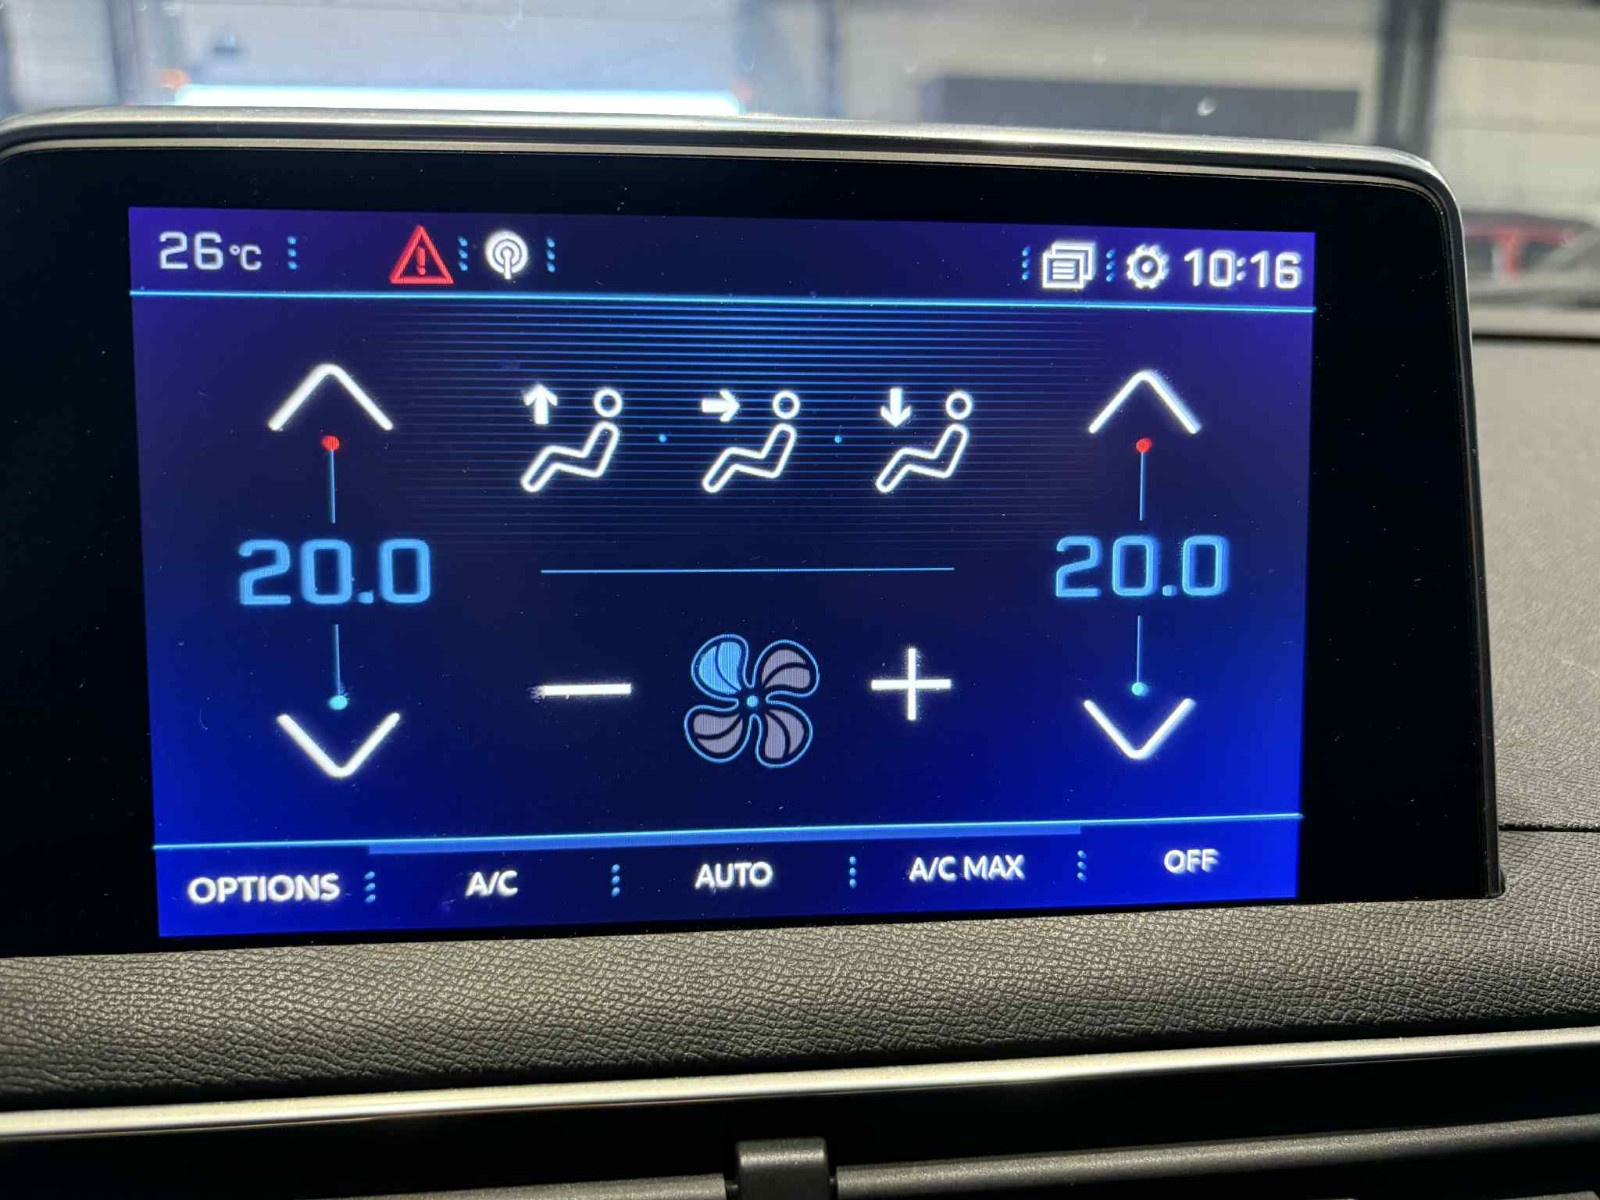 26°C 10:16
20.0 20.0
OPTIONS A/C AUTO A/C MAX OFF